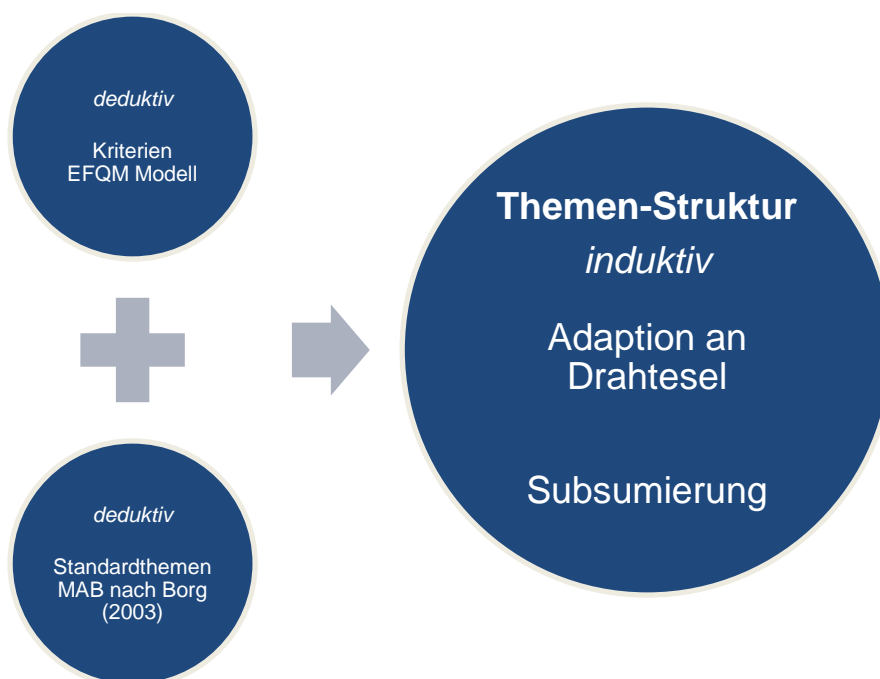 deduktiv
Kriterien
EFQM Modell
deduktiv
Standardthemen
MAB nach Borg
(2003)
Themen-Struktur
induktiv
Adaption an
Drahtesel
Subsumierung